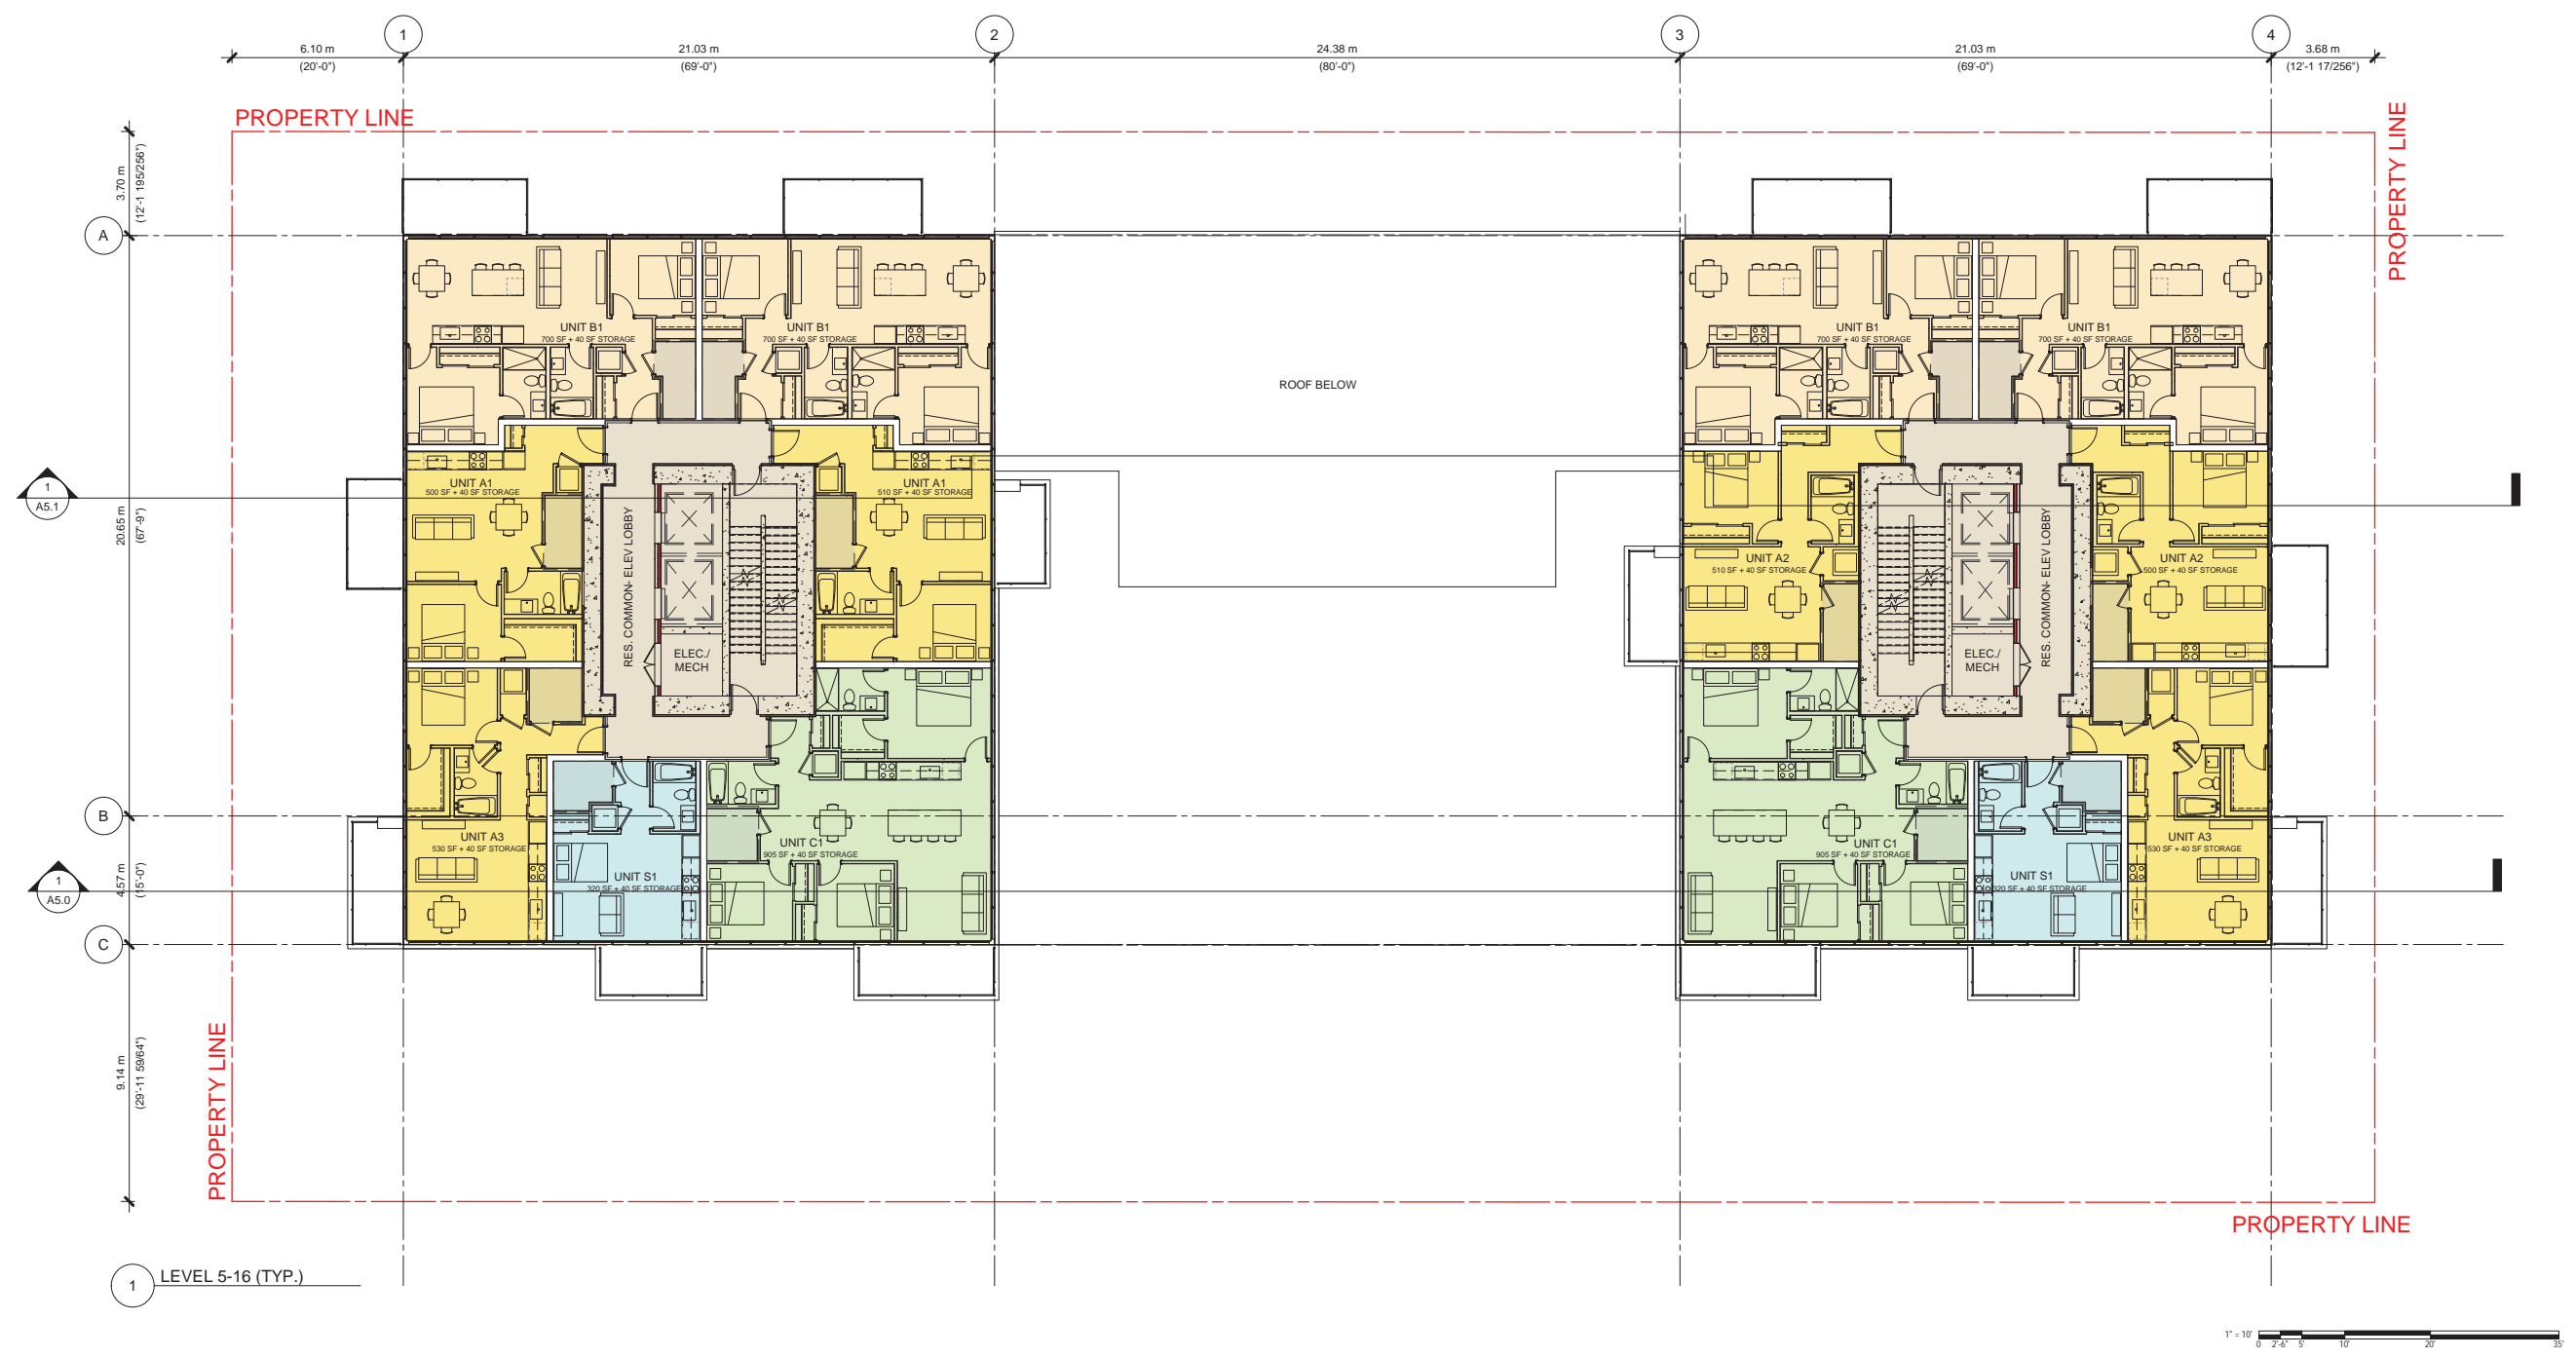 1
2
3
4
6.10 m
(20'-0")
21.03 m
(69'-0")
24.38 m
(80'-0")
21.03 m
(69'-0")
3.68 m
(12'-1 17/256")
PROPERTY LINE
PROPERTY LINE
3.70 m
(12'-1 195/256")
A
UNIT B1
700 SF + 40 SF STORAGE
UNIT B1
700 SF + 40 SF STORAGE
UNIT B1
700 SF + 40 SF STORAGE
UNIT B1
700 SF + 40 SF STORAGE
ROOF BELOW
1
A5.1
20.65 m
(67'-9")
UNIT A1
500 SF + 40 SF STORAGE
UNIT A1
510 SF + 40 SF STORAGE
RES. COMMON- ELEV LOBBY
ELEC./
MECH
UNIT A2
510 SF + 40 SF STORAGE
UNIT A2
500 SF + 40 SF STORAGE
RES. COMMON- ELEV LOBBY
ELEC./
MECH
B
UNIT A3
530 SF + 40 SF STORAGE
UNIT C1
905 SF + 40 SF STORAGE
UNIT S1
320 SF + 40 SF STORAGE
UNIT C1
905 SF + 40 SF STORAGE
UNIT S1
320 SF + 40 SF STORAGE
UNIT A3
530 SF + 40 SF STORAGE
1
A5.0
4.57 m
(15'-0")
C
9.14 m
(29'-11 59/64")
PROPERTY LINE
PROPERTY LINE
1
LEVEL 5-16 (TYP.)
1" = 10'
0
2'-6"
5'
10'
20'
35'